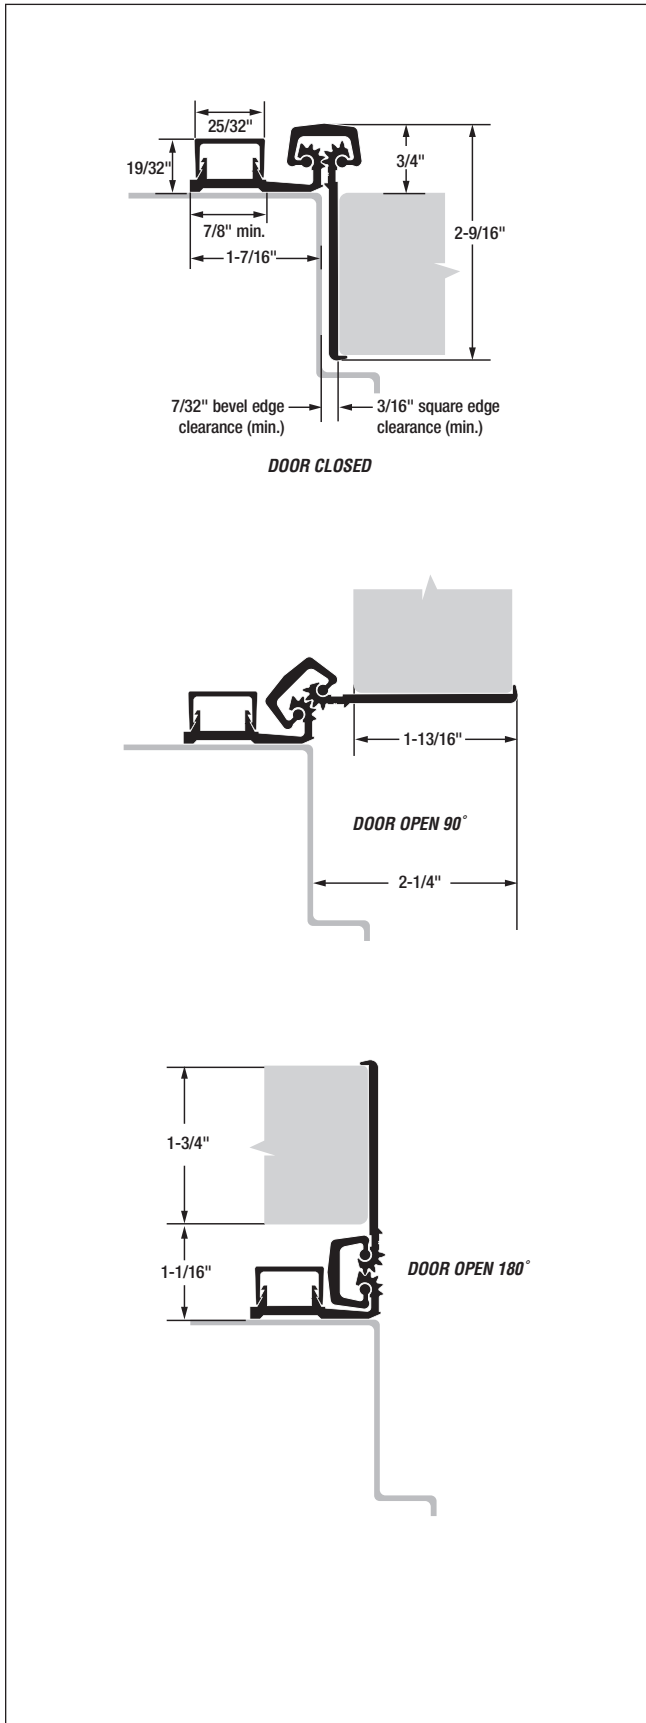 25/32"
19/32"
3/4"
2-9/16"
7/8" min.
1-7/16"
7/32" bevel edge
clearance (min.)
3/16" square edge
clearance (min.)
DOOR CLOSED
1-13/16"
DOOR OPEN 90°
2-1/4"
1-3/4"
1-1/16"
DOOR OPEN 180°